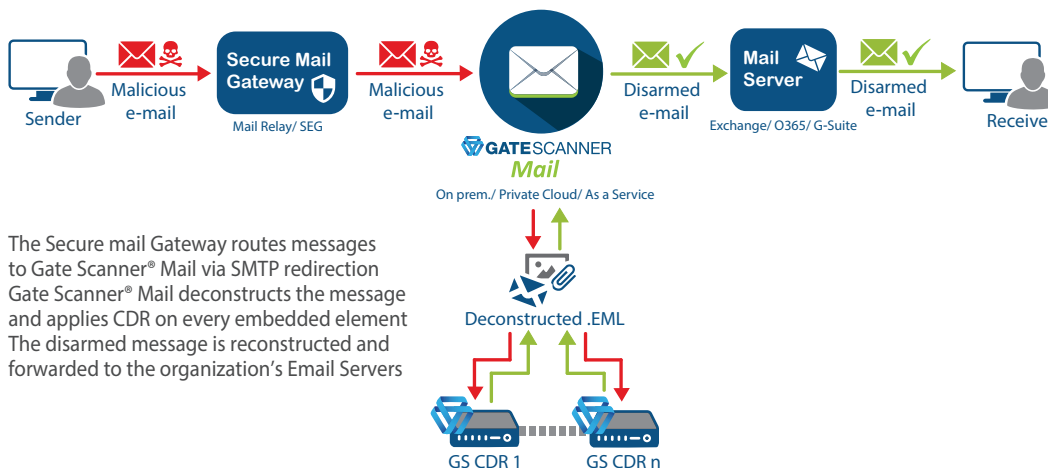 Sender
Malicious
e-mail
Secure Mail
Gateway
Mail Relay/ SEG
Malicious
e-mail
GATESCANNER
Mail
On prem./ Private Cloud/ As a Service
Disarmed
e-mail
Mail
Server
Exchange/ O365/ G-Suite
Disarmed
e-mail
Receive
The Secure mail Gateway routes messages
to Gate Scanner® Mail via SMTP redirection
Gate Scanner® Mail deconstructs the message
and applies CDR on every embedded element
The disarmed message is reconstructed and
forwarded to the organization's Email Servers
Deconstructed .EML
GS CDR 1
GS CDR n